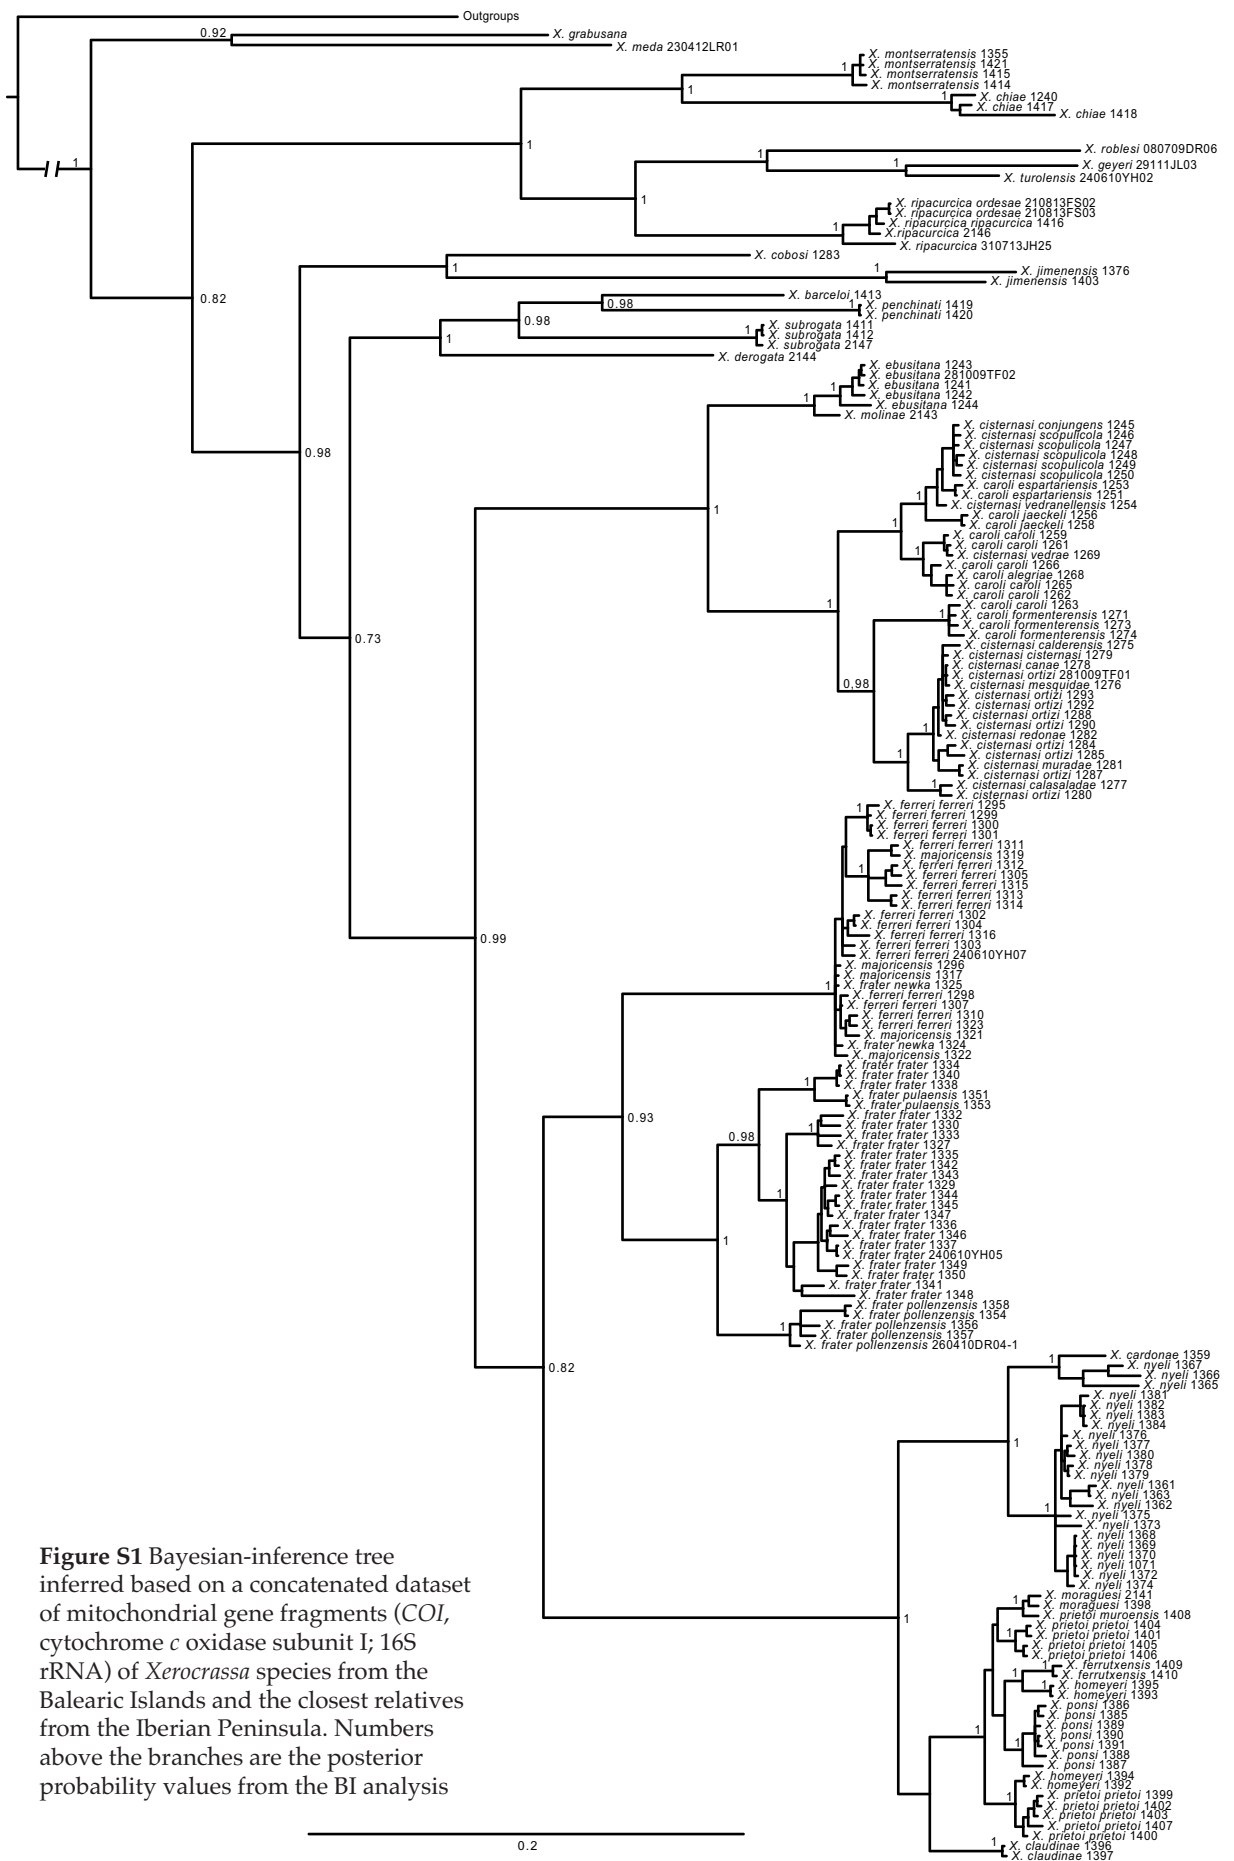 Outgroups
0.92
X. grabusana
X. meda 230412LR01
X. montserratensis 1355
X. montserratensis 1421
1
X. montserratensis 1415
X. montserratensis 1414
1
1
X. chiae 1240
X. chiae 1417
X. chiae 1418
1
1
X. roblesi 080709DR06
1
1
X. geyeri 29111JL03
X. turolensis 240610YH02
1
X. ripacurcica ordesae 210813FS02
X. ripacurcica ordesae 210813FS03
X. ripacurcica ripacurcica 1416
1
X.ripacurcica 2146
X. ripacurcica 310713JH25
X. cobosi 1283
1
1
X. jimenensis 1376
X. jimenensis 1403
0.82
X. barceloi 1413
0.98
1
X. penchinati 1419
X. penchinati 1420
0.98
1
X. subrogata 1411
X. subrogata 1412
X. subrogata 2147
1
X. derogata 2144
X. ebusitana 1243
X. ebusitana 281009TF02
1
X. ebusitana 1241
X. ebusitana 1242
1
X. ebusitana 1244
X. molinae 2143
X. cisternasi conjungens 1245
X. cisternasi scopulicola 1246
X. cisternasi scopulicola 1247
0.98
X. cisternasi scopulicola 1248
X. cisternasi scopulicola 1249
X. cisternasi scopulicola 1250
X. caroli espartariensis 1253
1
X. caroli espartariensis 1251
X. cisternasi vedranellensis 1254
1
X. caroli jaeckeli 1256
1
X. caroli jaeckeli 1258
X. caroli caroli 1259
X. caroli caroli 1261
1
X. cisternasi vedrae 1269
X. caroli caroli 1266
X. caroli alegriae 1268
X. caroli caroli 1265
X. caroli caroli 1262
1
X. caroli caroli 1263
1
X. caroli formenterensis 1271
X. caroli formenterensis 1273
X. caroli formenterensis 1274
0.73
X. cisternasi calderensis 1275
X. cisternasi cisternasi 1279
X. cisternasi canae 1278
X. cisternasi ortizi 281009TF01
0,98
X. cisternasi mesquidae 1276
X. cisternasi ortizi 1293
X. cisternasi ortizi 1292
X. cisternasi ortizi 1288
1
X. cisternasi ortizi 1290
X. cisternasi redonae 1282
X. cisternasi ortizi 1284
1
X. cisternasi ortizi 1285
X. cisternasi muradae 1281
X. cisternasi ortizi 1287
1
X. cisternasi calasaladae 1277
X. cisternasi ortizi 1280
1
X. ferreri ferreri 1295
X. ferreri ferreri 1299
X. ferreri ferreri 1300
X. ferreri ferreri 1301
X. ferreri ferreri 1311
X. majoricensis 1319
1
X. ferreri ferreri 1312
X. ferreri ferreri 1305
X. ferreri ferreri 1315
X. ferreri ferreri 1313
X. ferreri ferreri 1314
X. ferreri ferreri 1302
X. ferreri ferreri 1304
0.99
X. ferreri ferreri 1316
X. ferreri ferreri 1303
X. ferreri ferreri 240610YH07
X. majoricensis 1296
X. majoricensis 1317
1
X. frater newka 1325
X. ferreri ferreri 1298
X. ferreri ferreri 1307
X. ferreri ferreri 1310
X. ferreri ferreri 1323
X. majoricensis 1321
X. frater newka 1324
X. majoricensis 1322
X. frater frater 1334
X. frater frater 1340
1
X. frater frater 1338
X. frater pulaensis 1351
X. frater pulaensis 1353
0.93
X. frater frater 1332
1
X. frater frater 1330
0.98
X. frater frater 1333
X. frater frater 1327
X. frater frater 1335
X. frater frater 1342
X. frater frater 1343
X. frater frater 1329
1
X. frater frater 1344
X. frater frater 1345
X. frater frater 1347
X. frater frater 1336
1
X. frater frater 1346
X. frater frater 1337
X. frater frater 240610YH05
X. frater frater 1349
X. frater frater 1350
X. frater frater 1341
X. frater frater 1348
X. frater pollenzensis 1358
X. frater pollenzensis 1354
1
X. frater pollenzensis 1356
X. frater pollenzensis 1357
X. frater pollenzensis 260410DR04-1
0.82
1
X. cardonae 1359
X. nyeli 1367
X. nyeli 1366
X. nyeli 1365
X. nyeli 1381
X. nyeli 1382
X. nyeli 1383
X. nyeli 1384
1
X. nyeli 1376
X. nyeli 1377
X. nyeli 1380
X. nyeli 1378
X. nyeli 1379
X. nyeli 1361
X. nyeli 1363
X. nyeli 1362
1
X. nyeli 1375
X. nyeli 1373
X. nyeli 1368
X. nyeli 1369
X. nyeli 1370
X. nyeli 1071
X. nyeli 1372
X. nyeli 1374
1
1
X. moraguesi 2141
X. moraguesi 1398
X. prietoi muroensis 1408
X. prietoi prietoi 1404
1
X. prietoi prietoi 1401
X. prietoi prietoi 1405
X. prietoi prietoi 1406
1
X. ferrutxensis 1409
X. ferrutxensis 1410
1
1
X. homeyeri 1395
X. homeyeri 1393
X. ponsi 1386
X. ponsi 1385
1
X. ponsi 1389
X. ponsi 1390
1
X. ponsi 1391
X. ponsi 1388
X. ponsi 1387
X. homeyeri 1394
X. homeyeri 1392
1
X. prietoi prietoi 1399
X. prietoi prietoi 1402
X. prietoi prietoi 1403
X. prietoi prietoi 1407
X. prietoi prietoi 1400
1
X. claudinae 1396
X. claudinae 1397
Figure S1 Bayesian-inference tree
inferred based on a concatenated dataset
of mitochondrial gene fragments (COI,
cytochrome c oxidase subunit I; 16S
rRNA) of Xerocrassa species from the
Balearic Islands and the closest relatives
from the Iberian Peninsula. Numbers
above the branches are the posterior
probability values from the BI analysis
0.2